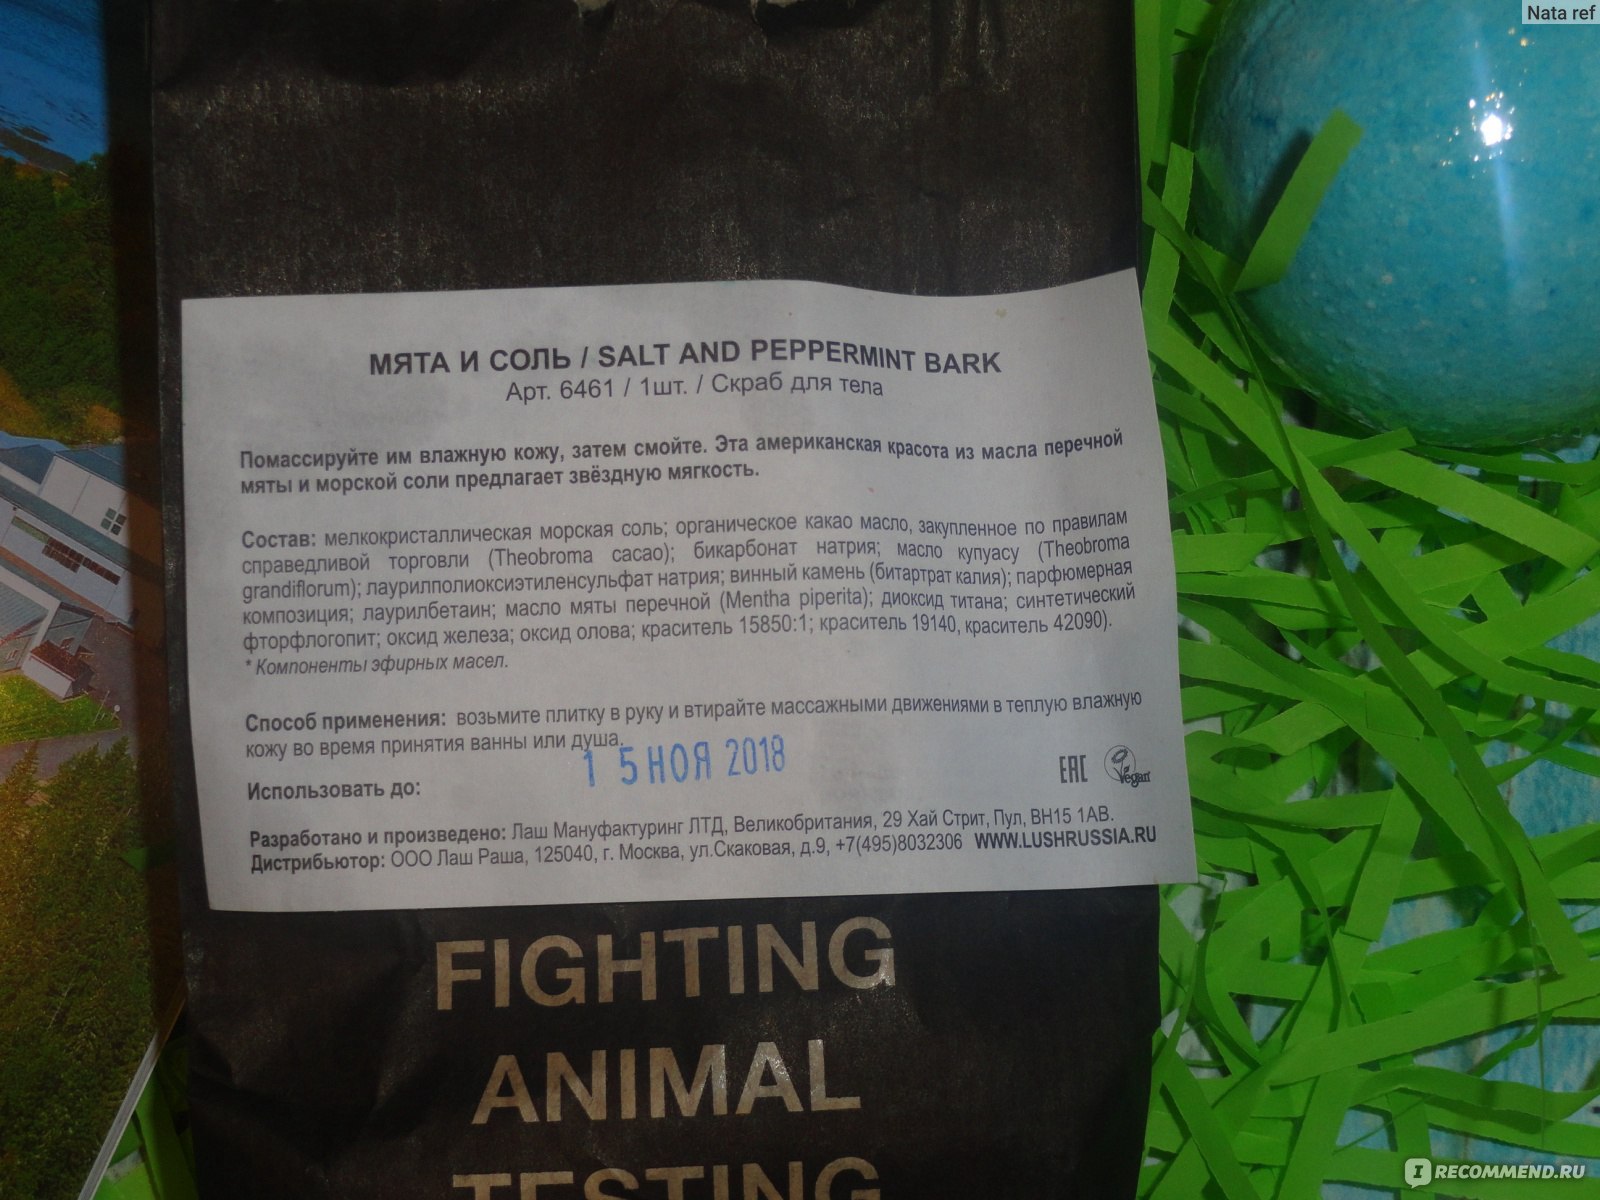 Nata ref
МЯТА И СОЛЬ / SALT AND PEPPERMINT BARK
Арт. 6461 / 1шт. / Скраб для тела
Помассируйте им влажную кожу, затем смойте. Эта американская красота из масла перечной
мяты и морской соли предлагает звёздную мягкость.
Состав: мелкокристаллическая морская соль; органическое какао масло, закупленное по правилам
справедливой торговли (Theobroma cacao); бикарбонат натрия; масло купуасу (Theobroma
grandiflorum); лаурилполиоксиэтиленсульфат натрия; винный камень (битартрат калия); парфюмерная
композиция; лаурилбетаин; масло мяты перечной (Mentha piperita); диоксид титана; синтетический
фторфлогопит; оксид железа; оксид олова; краситель 15850:1; краситель 19140, краситель 42090).
* Компоненты эфирных масел.
Способ применения: возьмите плитку в руку и втирайте массажными движениями в теплую влажную
кожу во время принятия ванны или душа.
15 НОЯ 2018
Использовать до:
EAC Vegan
Разработано и произведено: Лаш Мануфактуринг ЛТД, Великобритания, 29 Хай Стрит, Пул, BH15 1AB.
Дистрибьютор: ООО Лаш Раша, 125040, г. Москва, ул.Скаковая, д.9, +7(495)8032306 WWW.LUSHRUSSIA.RU
FIGHTING
ANIMAL
TESTING
IRECOMMEND.RU